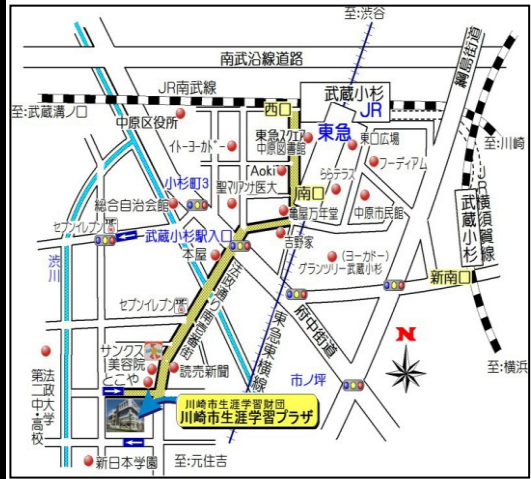 至:渋谷
南武沿線道路
綱島街道
JR南武線
武蔵小杉
JR
至:武蔵溝ノ口
西口
中原区役所
東急スクエア
中原図書館
東急
東口広場
至:川崎
イトーヨーカドー
フーディアム
Aoki
ららテラス
小杉町3
聖マリアンナ医大
南口
JR横須賀線
武蔵小杉
総合自治会館
亀屋万年堂
中原市民館
セブンイレブン
武蔵小杉駅入口
吉野家
渋川
本屋
(ヨーカドー)
グランツリー武蔵小杉
新南口
セブンイレブン
法政通り商店街
府中街道
東急東横線
N
サンクス
美容院
とこや
読売新聞
市ノ坪
至:横浜
法政大学
第二中・高校
川崎市生涯学習財団
川崎市生涯学習プラザ
新日本学園
至:元住吉